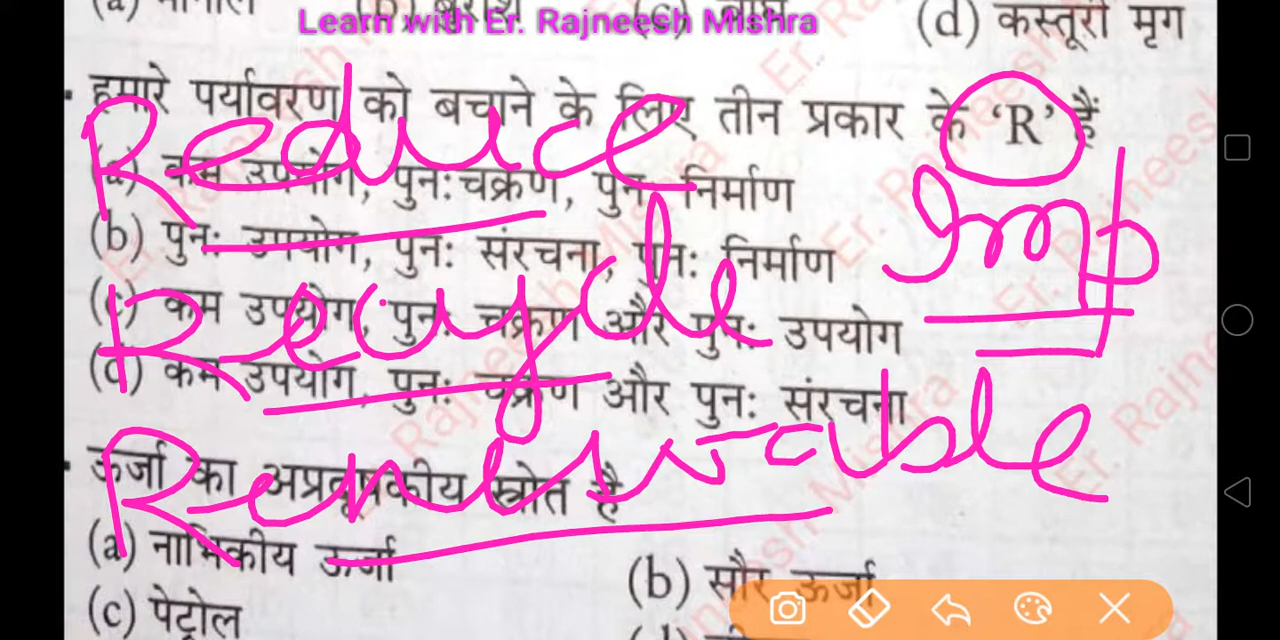 Learn with Er. Rajneesh Mishra
(d) कस्तूरी मृग
हमारे पर्यावरण को बचाने के लिए तीन प्रकार के ‘R’ हैं
Reduce
(a) कम उपयोग, पुनः चक्रण, पुनः निर्माण
Imp
(b) पुनः उपयोग, पुनः संरचना, पुनः निर्माण
Recycle
(c) कम उपयोग, पुनः चक्रण और पुनः उपयोग
(d) कम उपयोग, पुनः चक्रण और पुनः संरचना
Renewable
ऊर्जा का अप्रदूषकीय स्त्रोत है
(a) नाभिकीय ऊर्जा (b) सौर ऊर्जा
(c) पेट्रोल